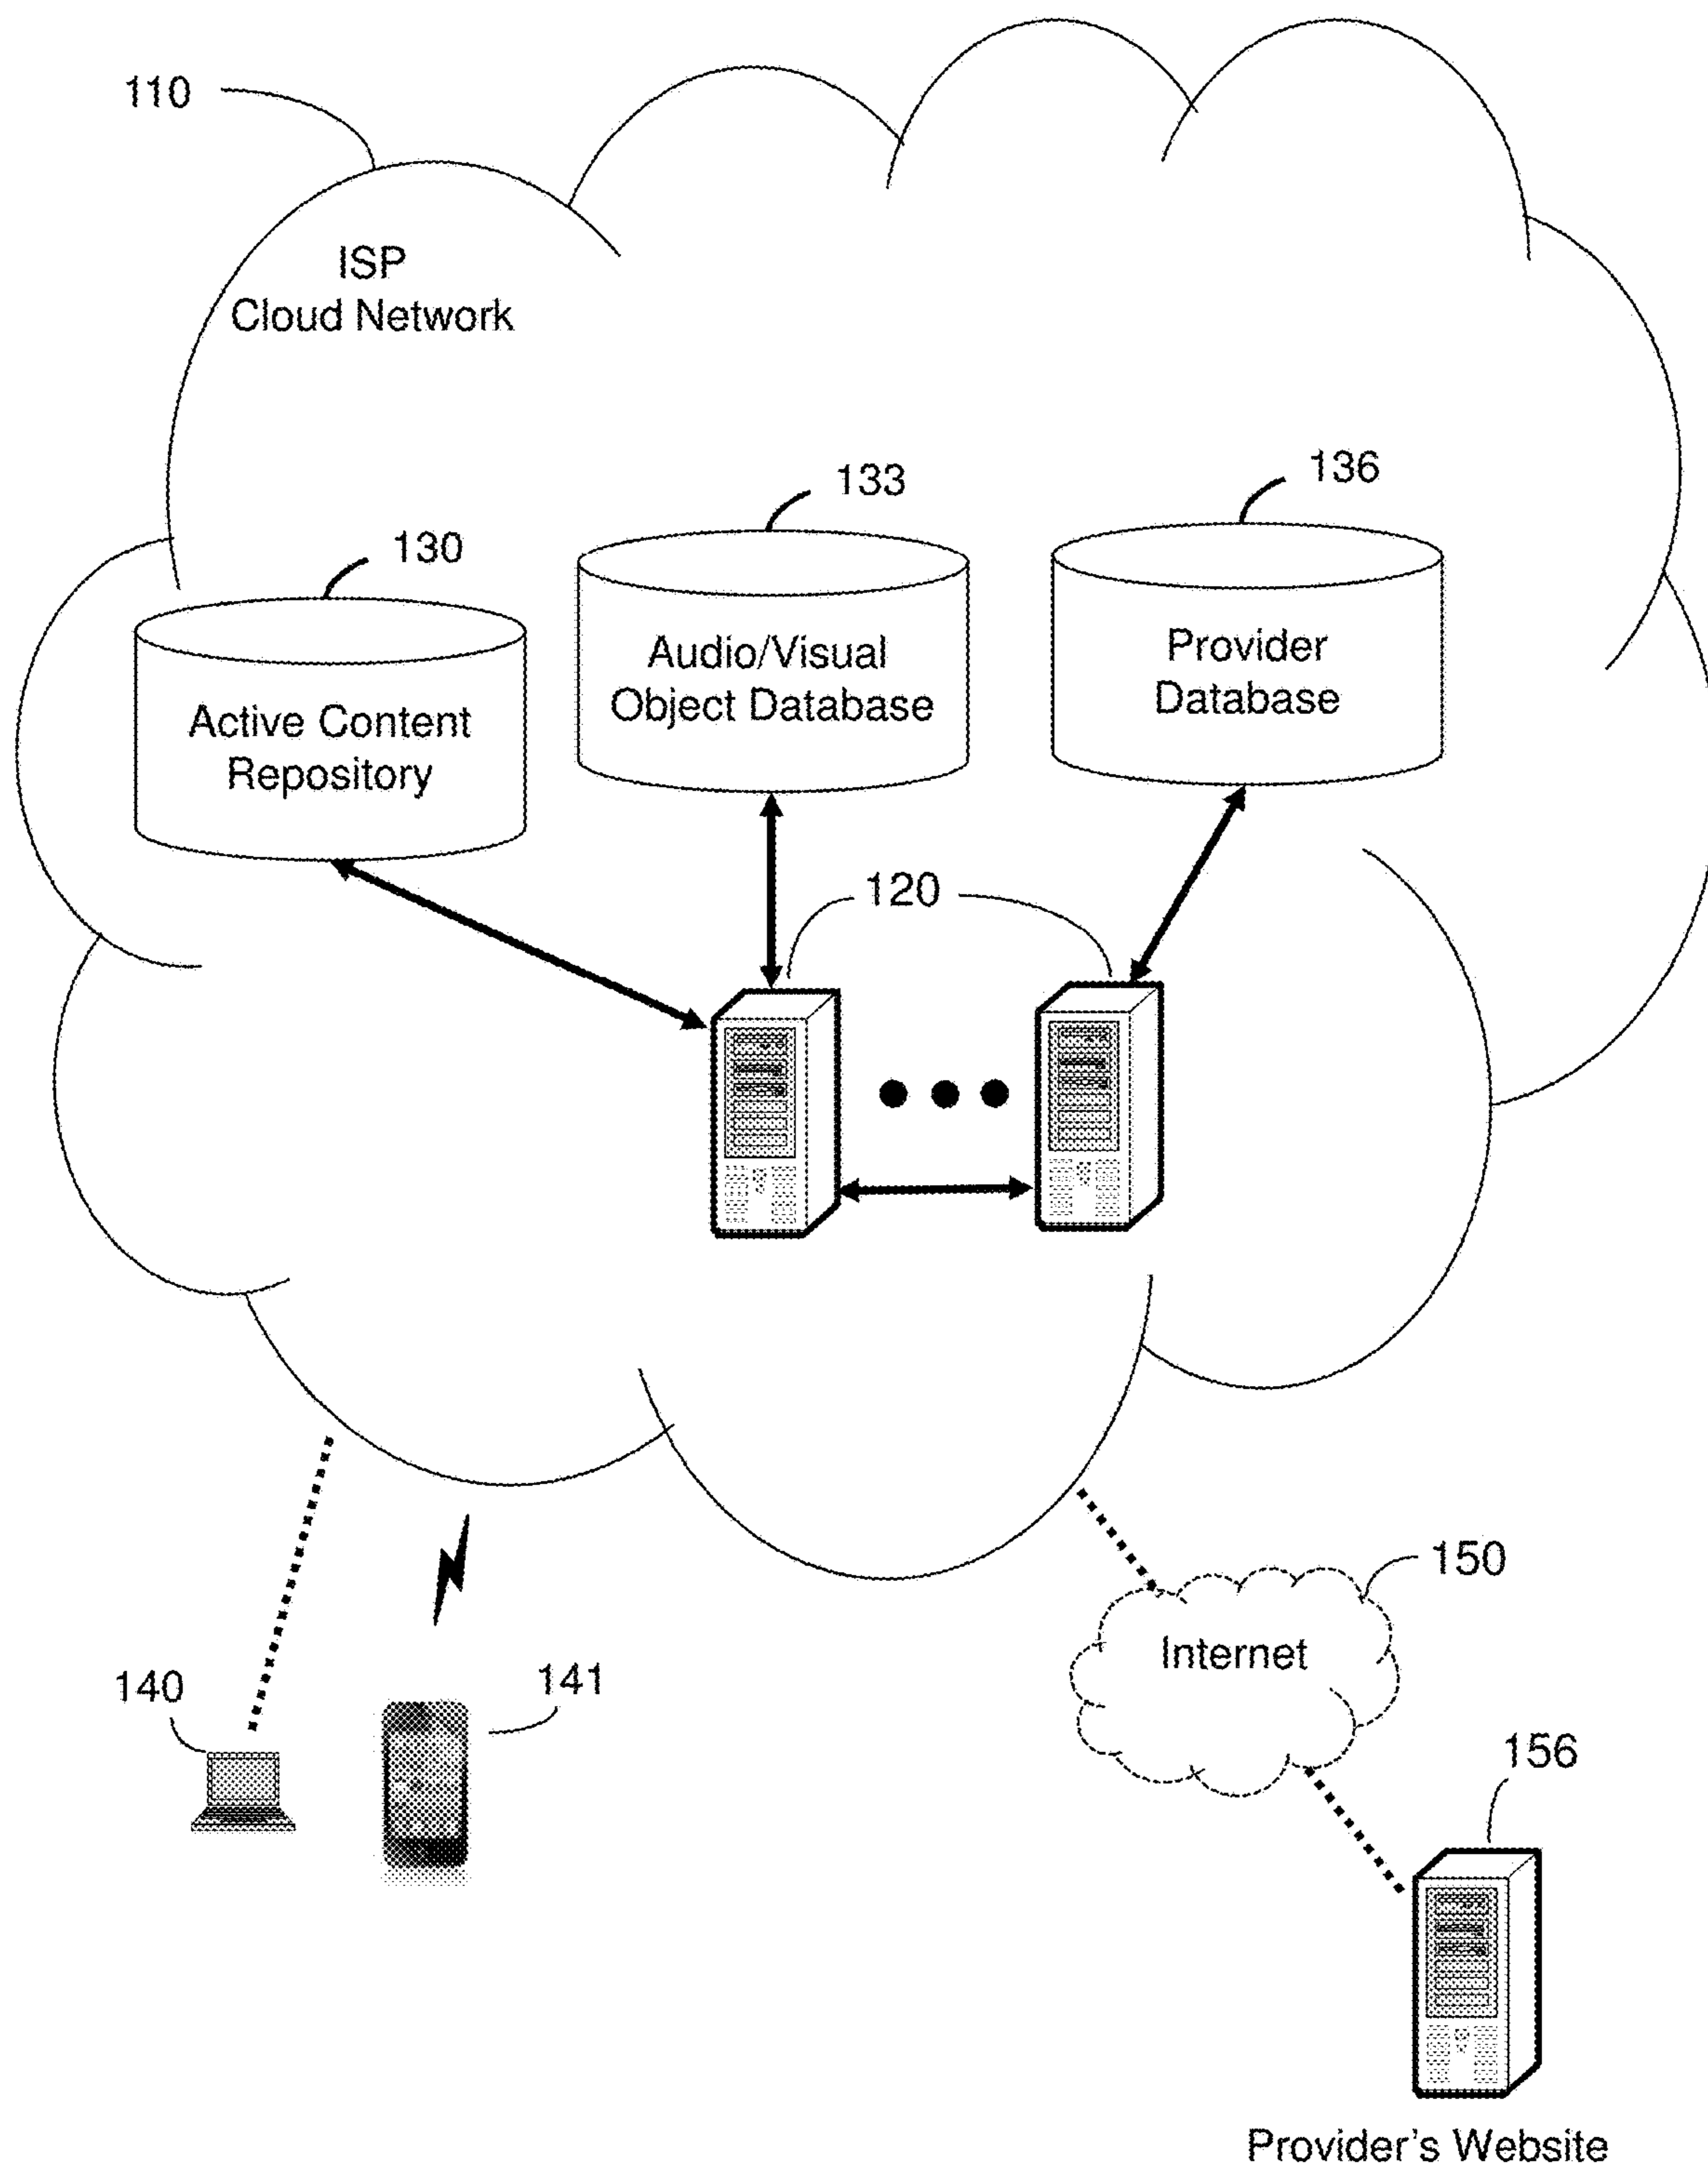 110
ISP
Cloud Network
133
136
130
Audio/Visual
Object Database
Provider
Database
Active Content
Repository
120
150
Internet
140
141
156
Provider's Website